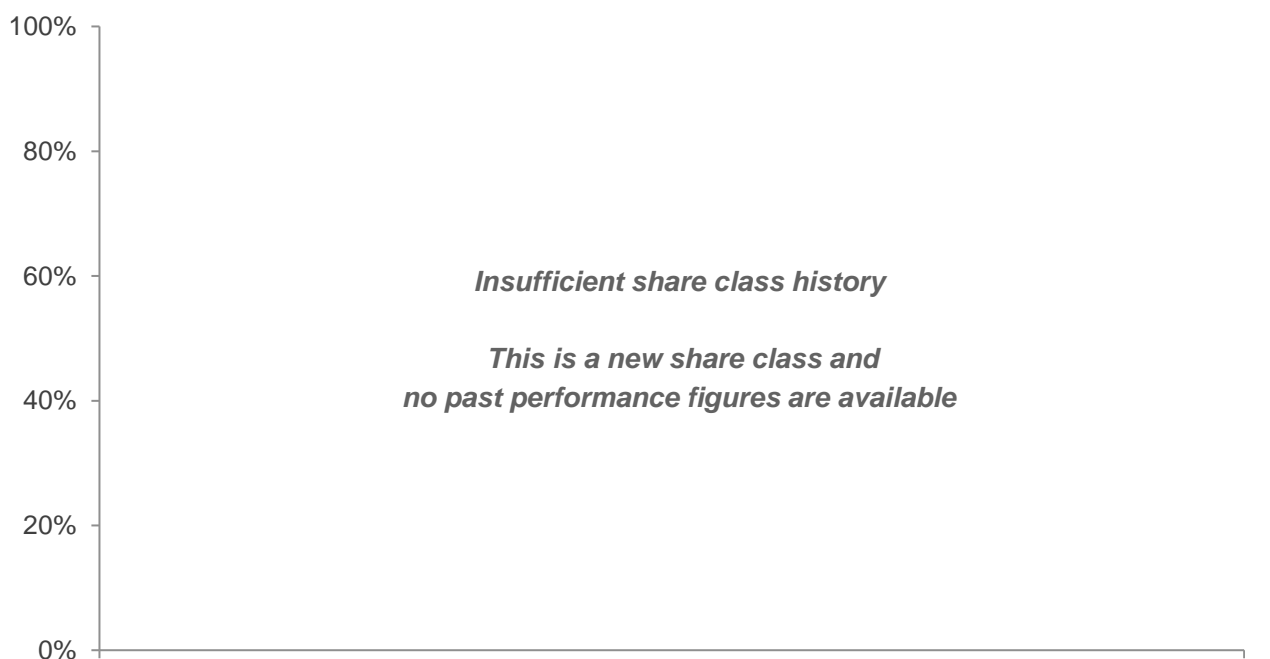 100%
80%
60%
Insufficient share class history
This is a new share class and
no past performance figures are available
40%
20%
0%